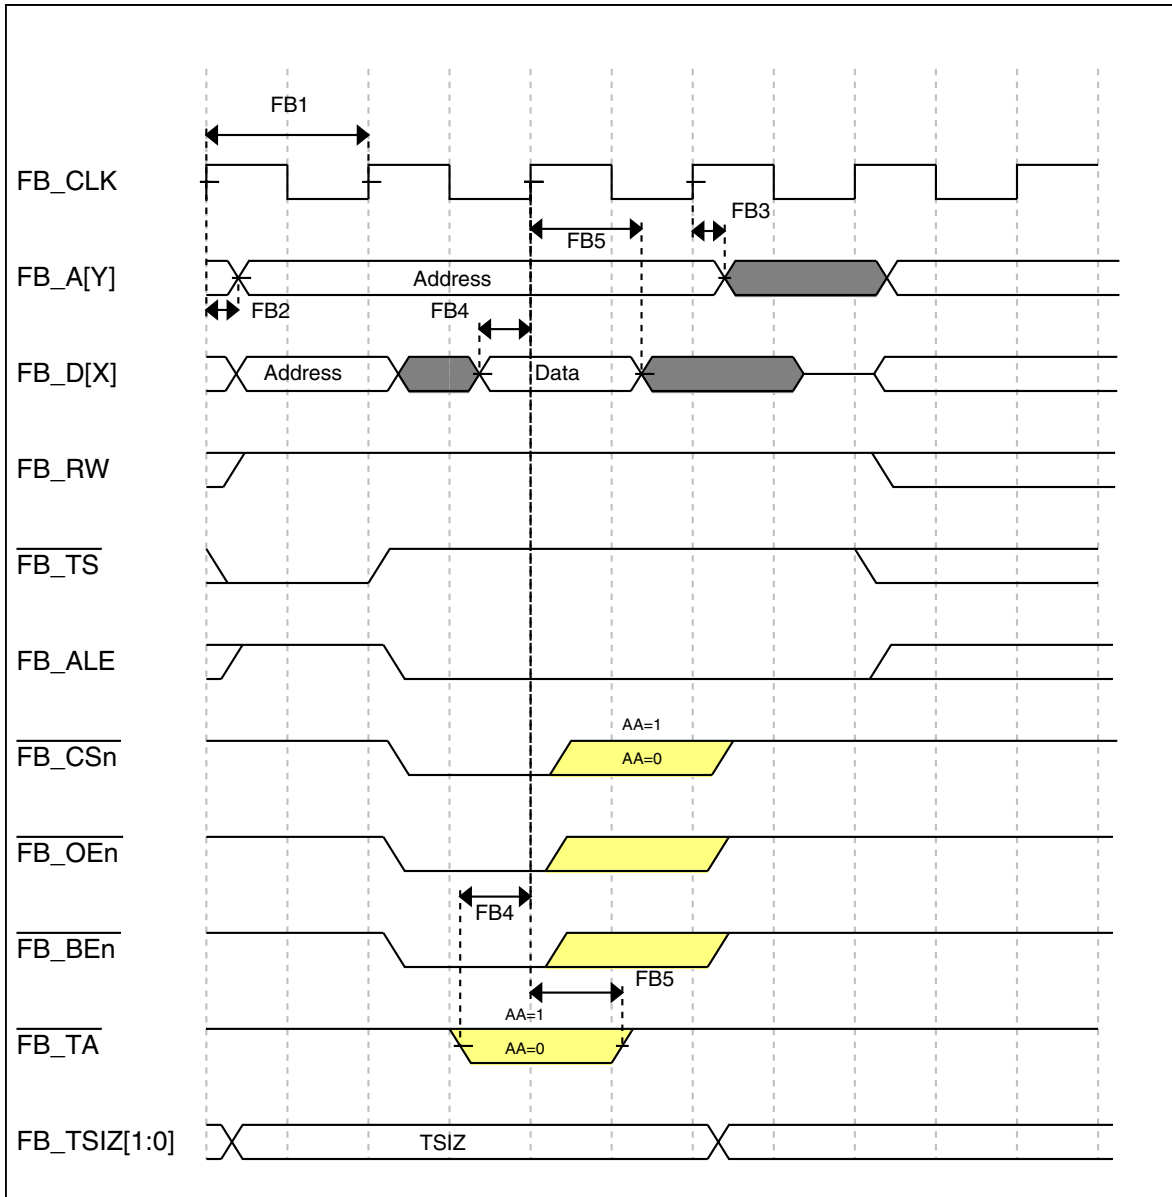 FB1
FB_CLK
FB3
FB5
FB_A[Y]
Address
FB2
FB4
FB_D[X]
Address
Data
FB_RW
FB_TS
FB_ALE
AA=1
FB_CSn
AA=0
FB_OEn
FB4
FB_BEn
FB5
AA=1
FB_TA
AA=0
FB_TSIZ[1:0]
TSIZ